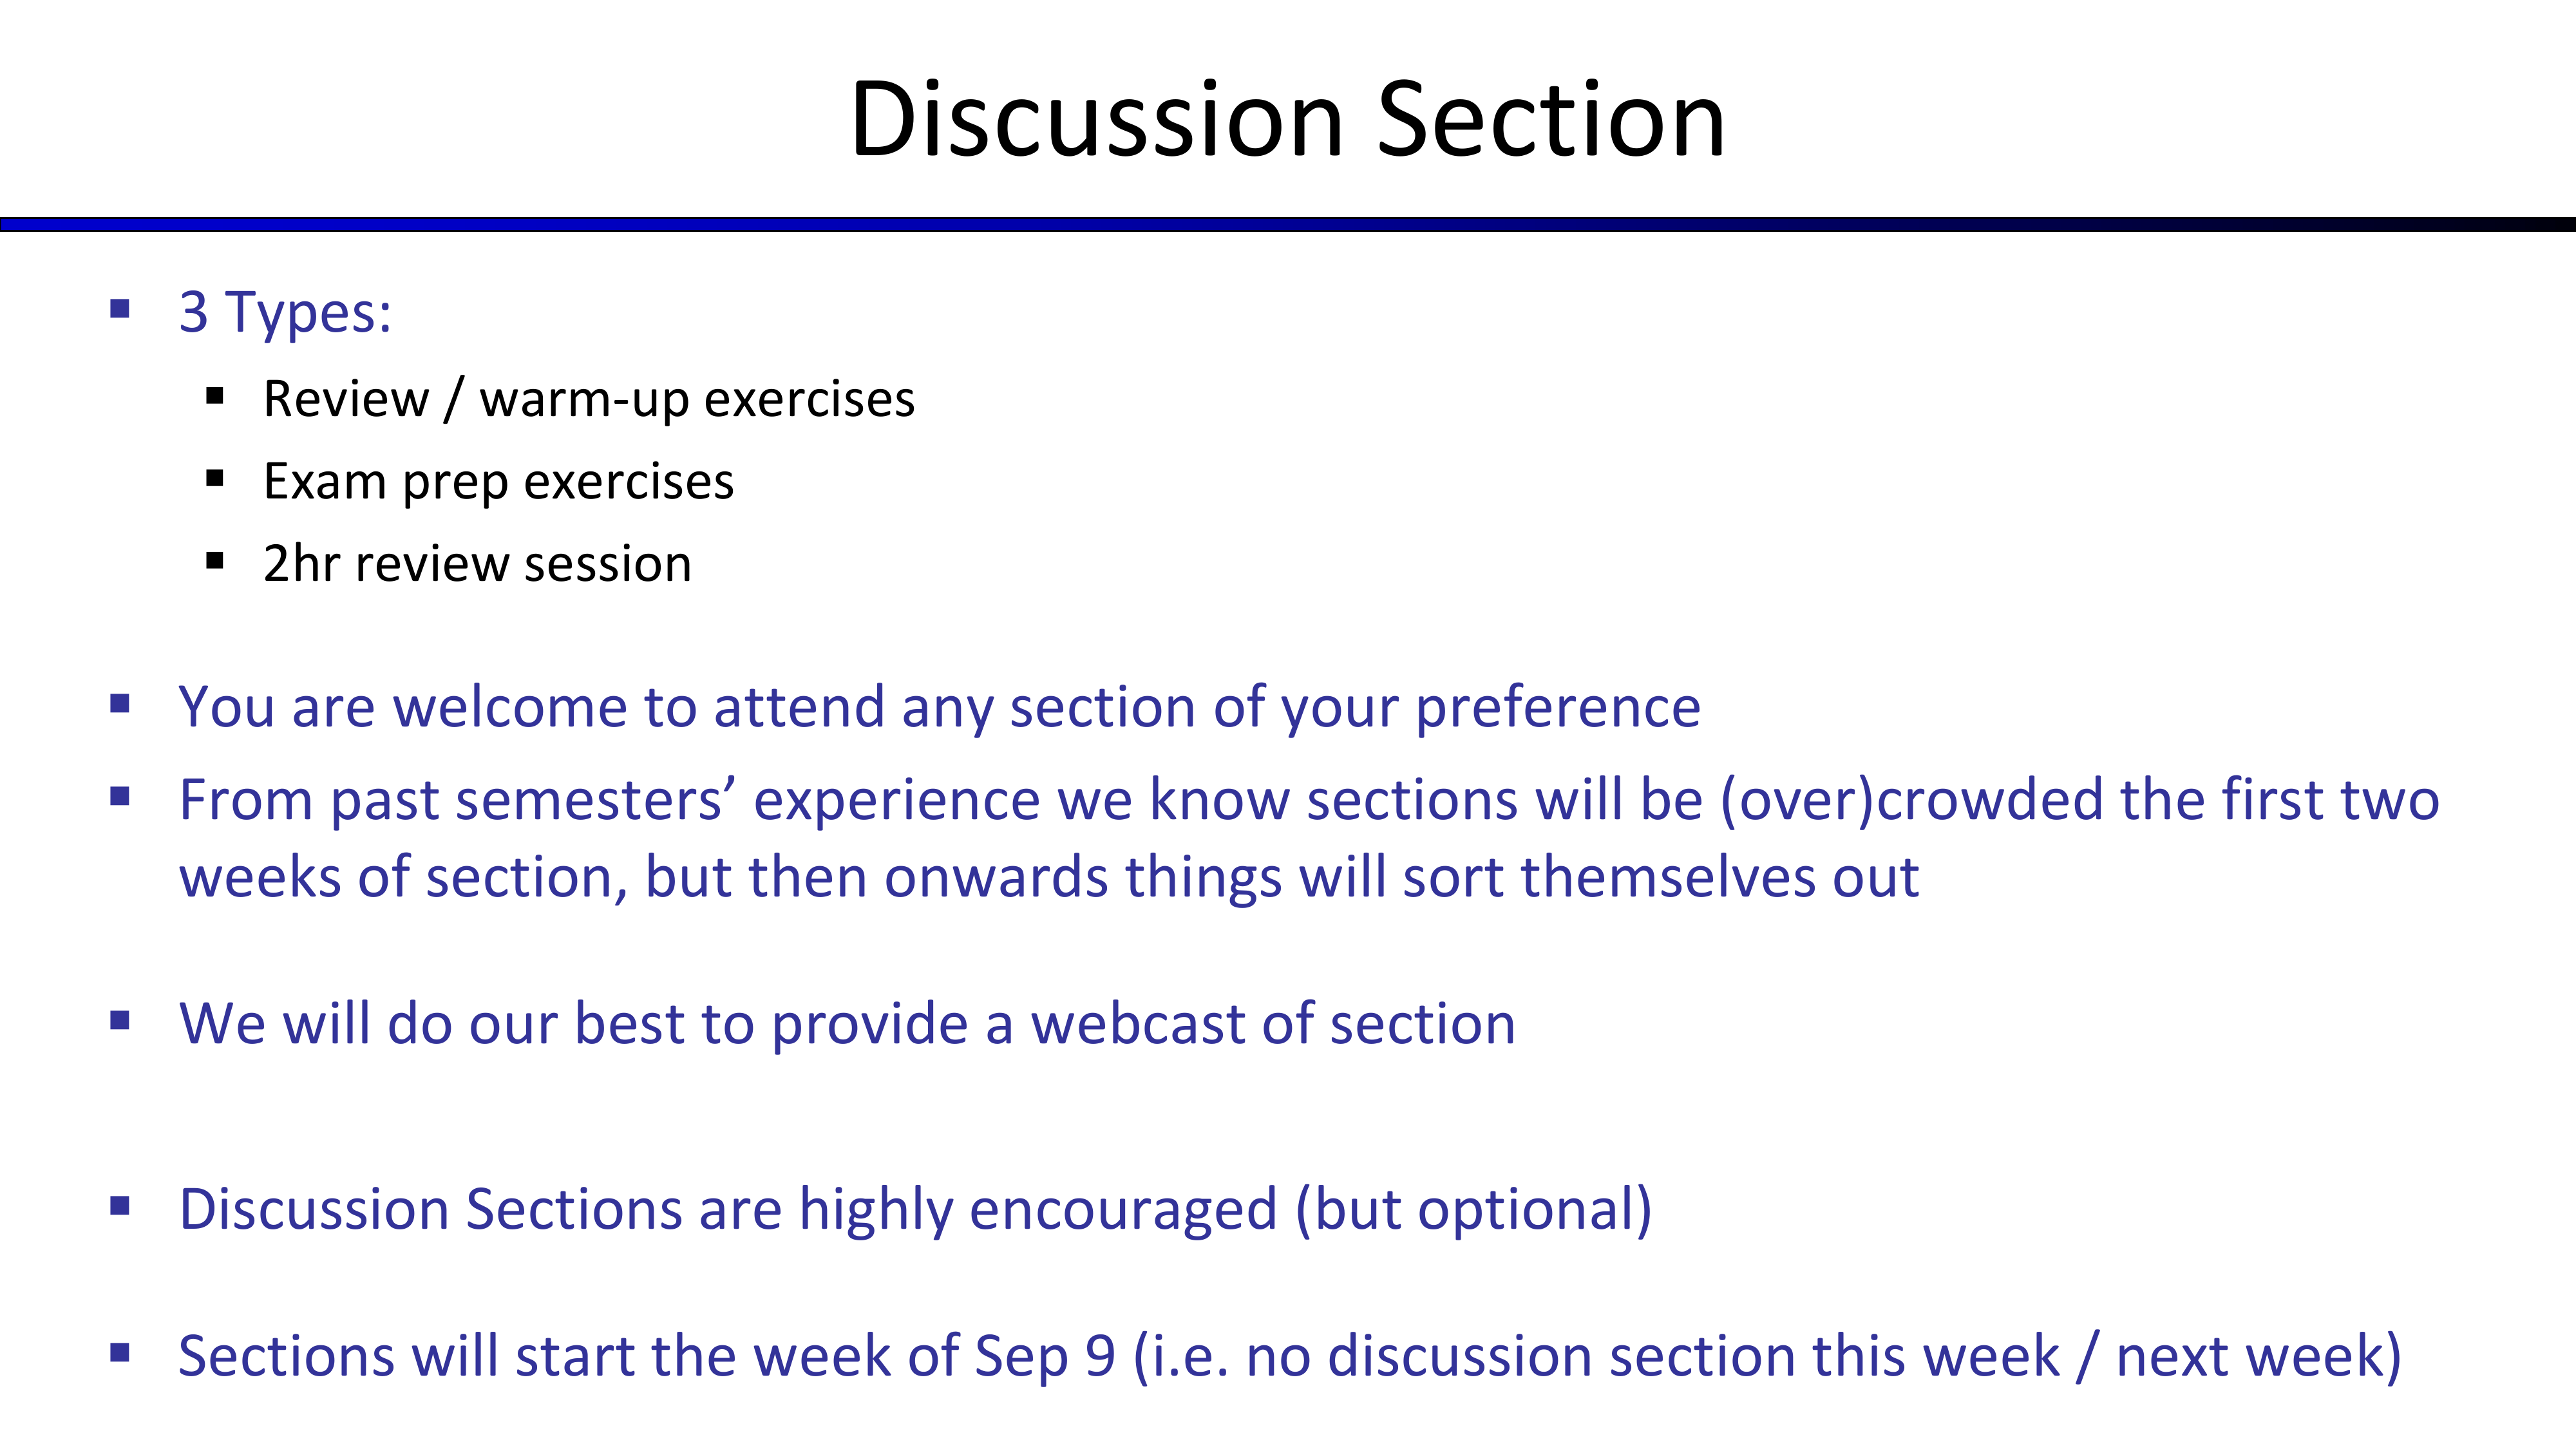 Discussion Section
▪ 3 Types:
▪ Review / warm-up exercises
▪ Exam prep exercises
▪ 2hr review session
▪ You are welcome to attend any section of your preference
▪ From past semesters’ experience we know sections will be (over)crowded the first two
weeks of section, but then onwards things will sort themselves out
▪ We will do our best to provide a webcast of section
▪ Discussion Sections are highly encouraged (but optional)
▪ Sections will start the week of Sep 9 (i.e. no discussion section this week / next week)